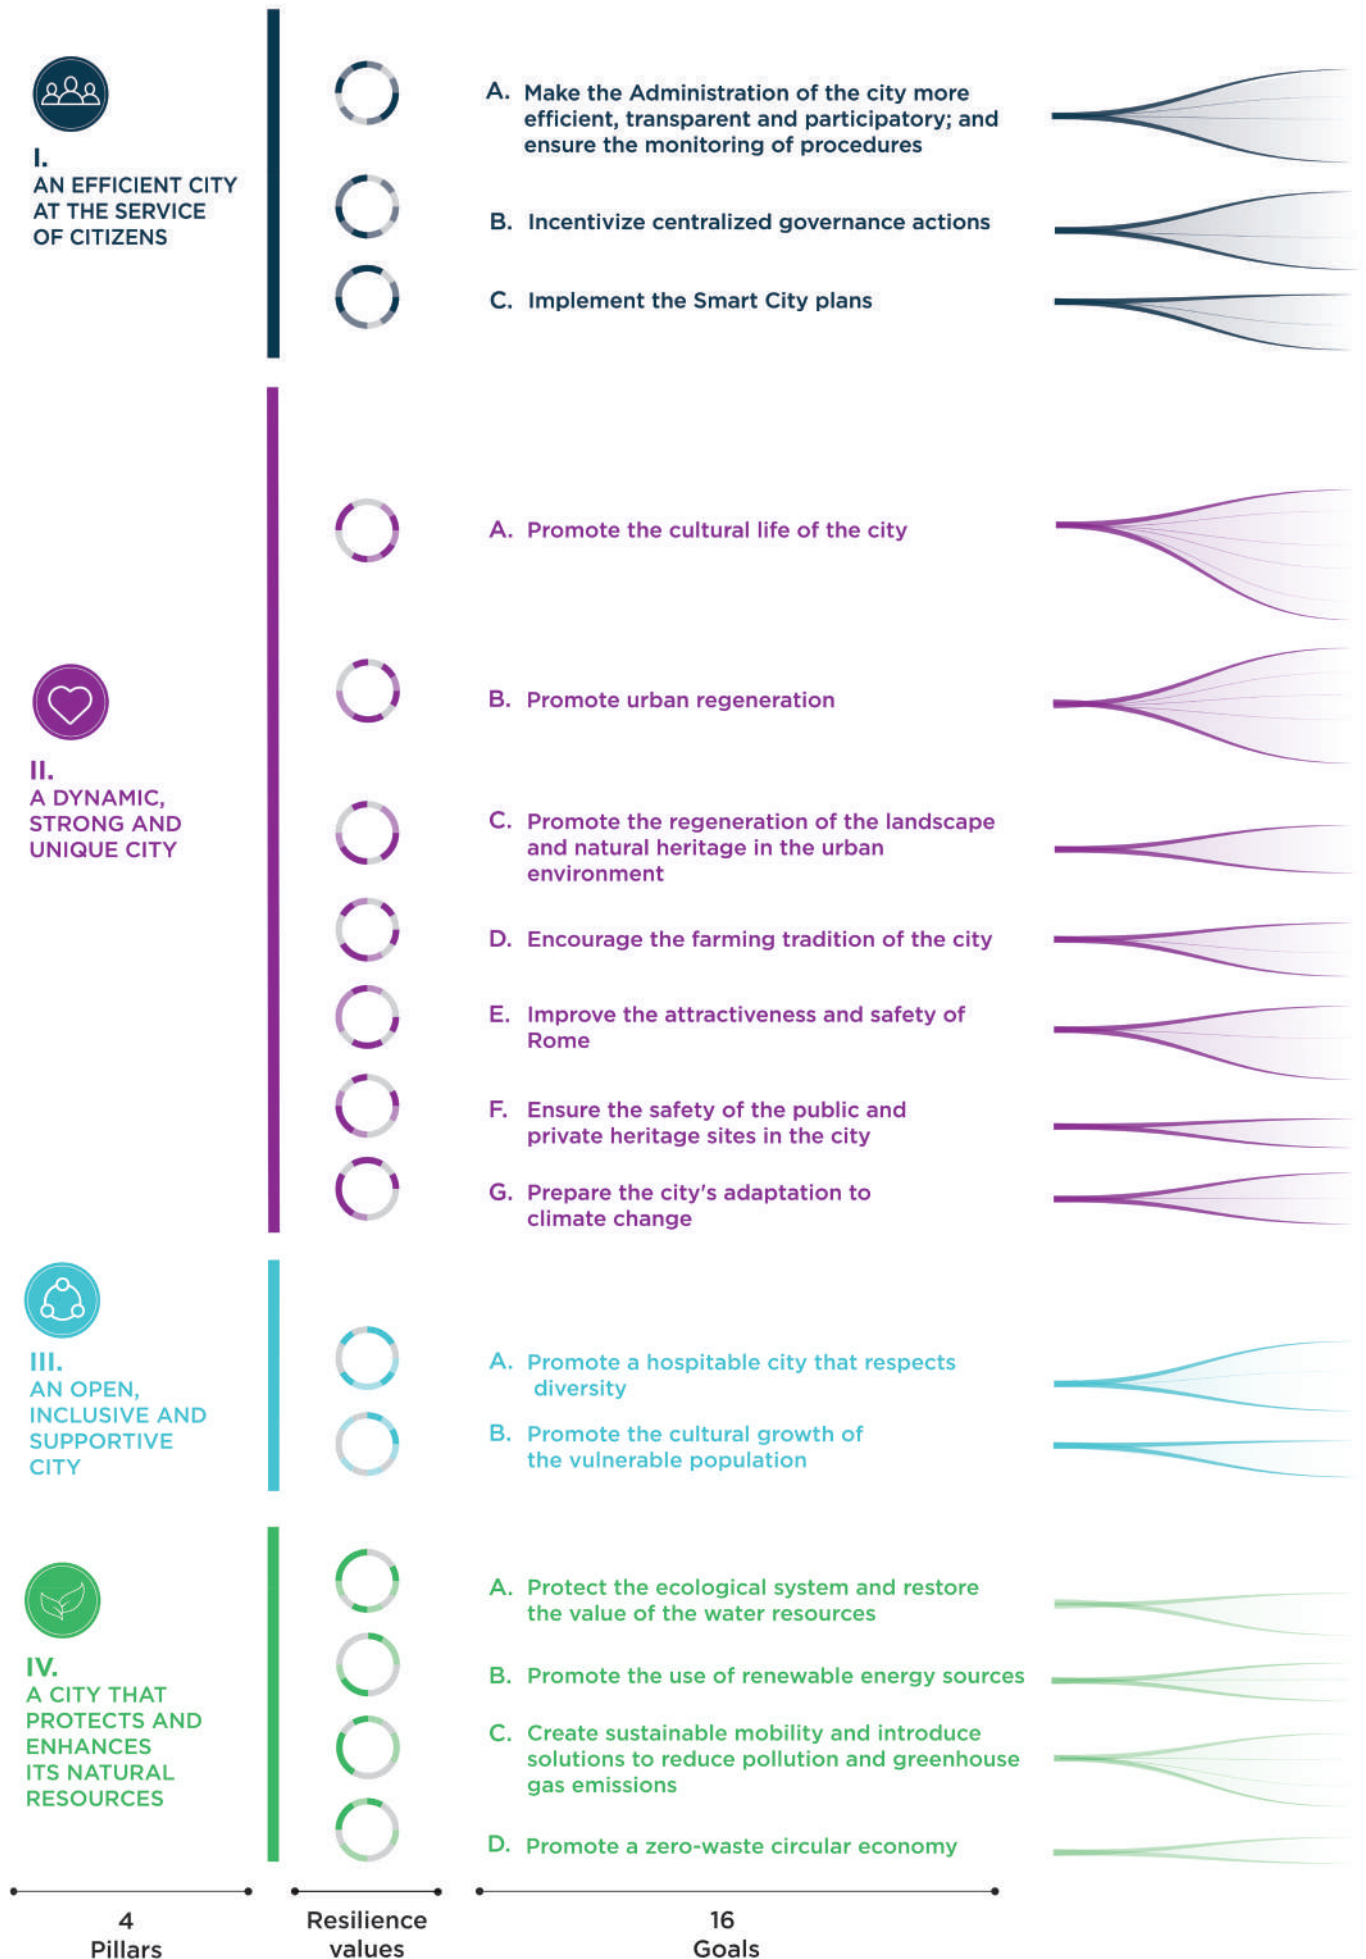 I.
AN EFFICIENT CITY
AT THE SERVICE
OF CITIZENS
A. Make the Administration of the city more
efficient, transparent and participatory; and
ensure the monitoring of procedures
B. Incentivize centralized governance actions
C. Implement the Smart City plans
II.
A DYNAMIC,
STRONG AND
UNIQUE CITY
A. Promote the cultural life of the city
B. Promote urban regeneration
C. Promote the regeneration of the landscape
and natural heritage in the urban
environment
D. Encourage the farming tradition of the city
E. Improve the attractiveness and safety of
Rome
F. Ensure the safety of the public and
private heritage sites in the city
G. Prepare the city's adaptation to
climate change
III.
AN OPEN,
INCLUSIVE AND
SUPPORTIVE
CITY
A. Promote a hospitable city that respects
diversity
B. Promote the cultural growth of
the vulnerable population
IV.
A CITY THAT
PROTECTS AND
ENHANCES
ITS NATURAL
RESOURCES
A. Protect the ecological system and restore
the value of the water resources
B. Promote the use of renewable energy sources
C. Create sustainable mobility and introduce
solutions to reduce pollution and greenhouse
gas emissions
D. Promote a zero-waste circular economy
4
Pillars
Resilience
values
16
Goals